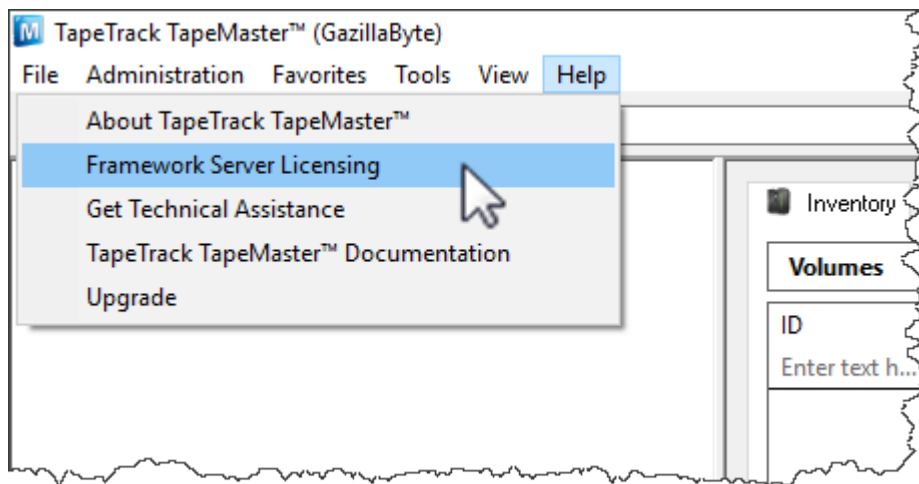 TapeTrack TapeMaster™ (GazillaByte)
File Administration Favorites Tools View Help
About TapeTrack TapeMaster™
Framework Server Licensing
Get Technical Assistance
TapeTrack TapeMaster™ Documentation
Upgrade
Inventory
Volumes
ID
Enter text h...